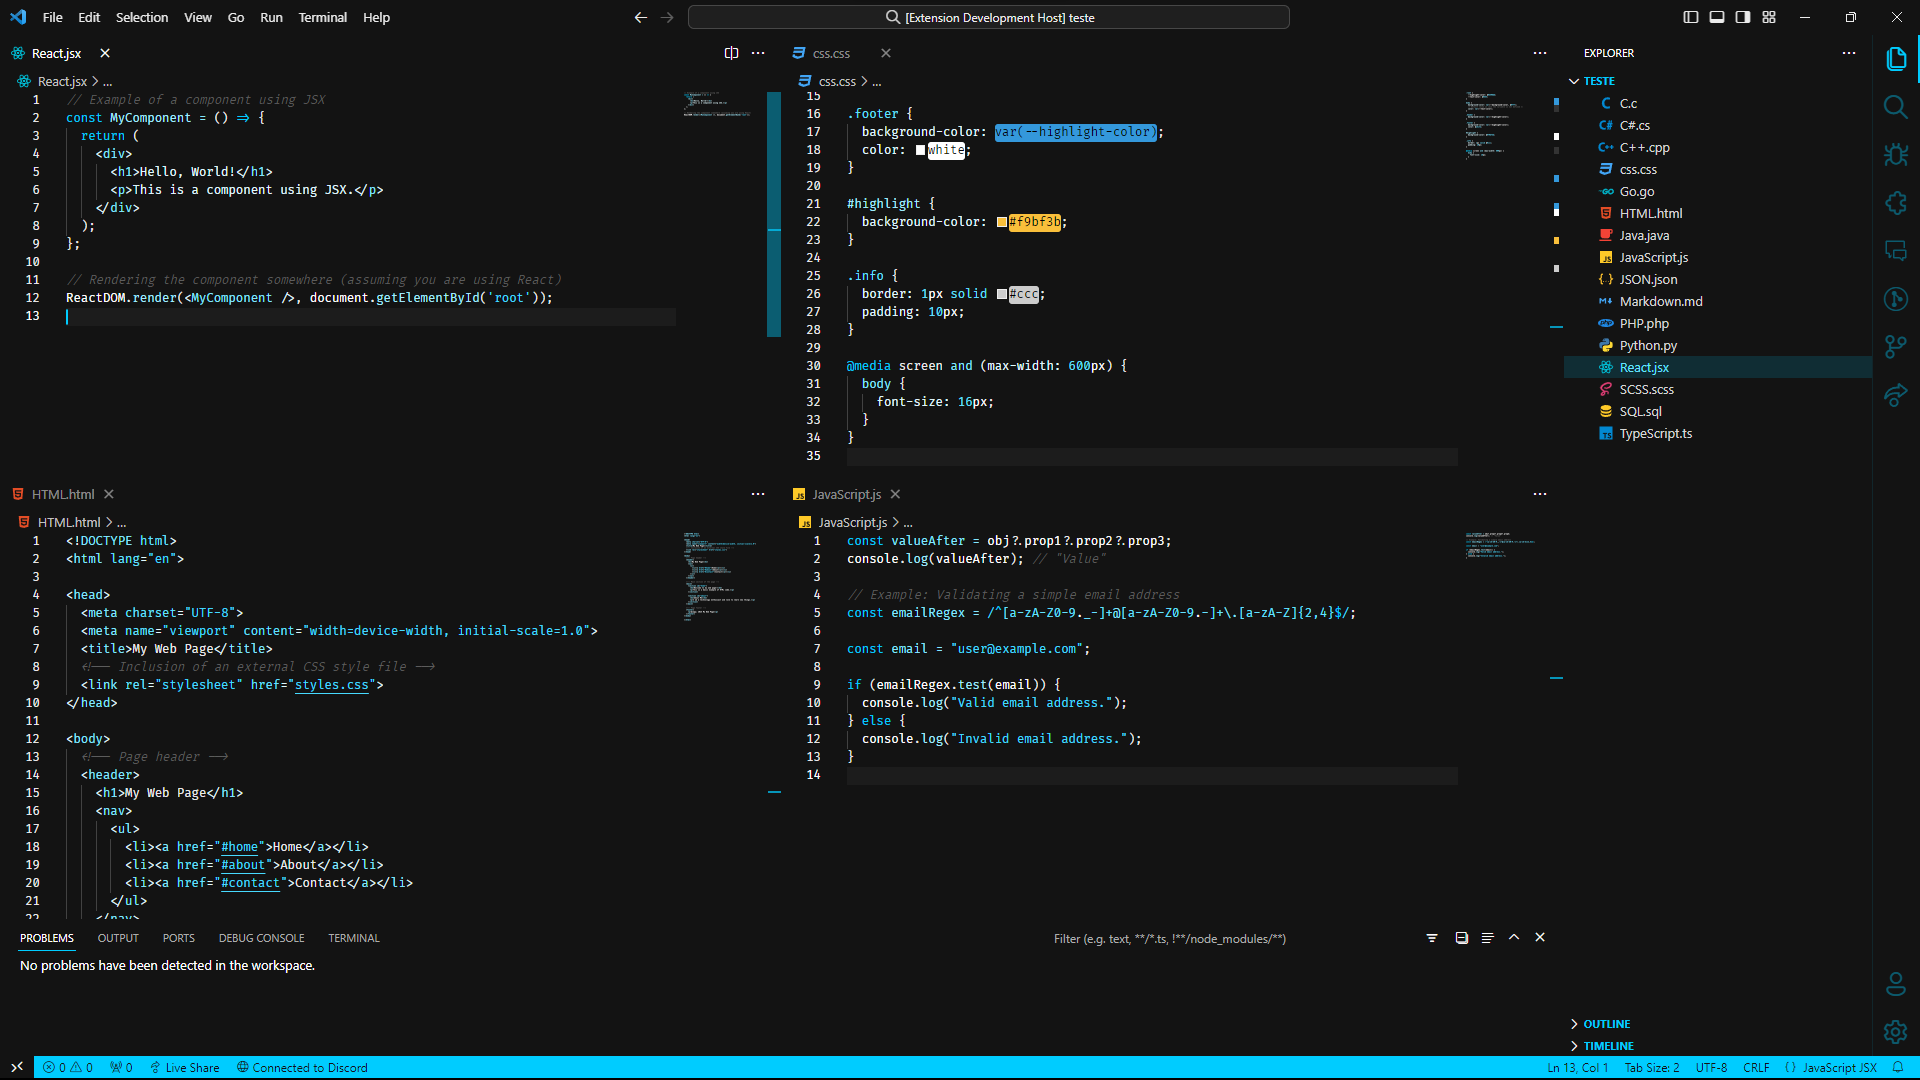 File Edit Selection View Go Run Terminal Help
[Extension Development Host] teste
React.jsx
React.jsx > ...
1 // Example of a component using JSX
2 const MyComponent = () => {
3 return (
4 <div>
5 <h1>Hello, World!</h1>
6 <p>This is a component using JSX.</p>
7 </div>
8 );
9 };
10
11 // Rendering the component somewhere (assuming you are using React)
12 ReactDOM.render(<MyComponent />, document.getElementById('root'));
13
css.css
css.css > ...
15
16 .footer {
17 background-color: var(--highlight-color);
18 color: white;
19 }
20
21 #highlight {
22 background-color: #f9bf3b;
23 }
24
25 .info {
26 border: 1px solid #ccc;
27 padding: 10px;
28 }
29
30 @media screen and (max-width: 600px) {
31 body {
32 font-size: 16px;
33 }
34 }
35
HTML.html
HTML.html > ...
1 <!DOCTYPE html>
2 <html lang="en">
3
4 <head>
5 <meta charset="UTF-8">
6 <meta name="viewport" content="width=device-width, initial-scale=1.0">
7 <title>My Web Page</title>
8 <!-- Inclusion of an external CSS style file -->
9 <link rel="stylesheet" href="styles.css">
10 </head>
11
12 <body>
13 <!-- Page header -->
14 <header>
15 <h1>My Web Page</h1>
16 <nav>
17 <ul>
18 <li><a href="#home">Home</a></li>
19 <li><a href="#about">About</a></li>
20 <li><a href="#contact">Contact</a></li>
21 </ul>
22 </nav>
JavaScript.js
JavaScript.js > ...
1 const valueAfter = obj?.prop1?.prop2?.prop3;
2 console.log(valueAfter); // "Value"
3
4 // Example: Validating a simple email address
5 const emailRegex = /^[a-zA-Z0-9._-]+@[a-zA-Z0-9.-]+\.[a-zA-Z]{2,4}$/;
6
7 const email = "user@example.com";
8
9 if (emailRegex.test(email)) {
10 console.log("Valid email address.");
11 } else {
12 console.log("Invalid email address.");
13 }
14
EXPLORER
TESTE
C.c
C#.cs
C++.cpp
css.css
Go.go
HTML.html
Java.java
JavaScript.js
JSON.json
Markdown.md
PHP.php
Python.py
React.jsx
SCSS.scss
SQL.sql
TypeScript.ts
OUTLINE
TIMELINE
PROBLEMS OUTPUT PORTS DEBUG CONSOLE TERMINAL
Filter (e.g. text, **/*.ts, !**/node_modules/**)
No problems have been detected in the workspace.
0 0 0 Live Share Connected to Discord
Ln 13, Col 1 Tab Size: 2 UTF-8 CRLF {} JavaScript JSX